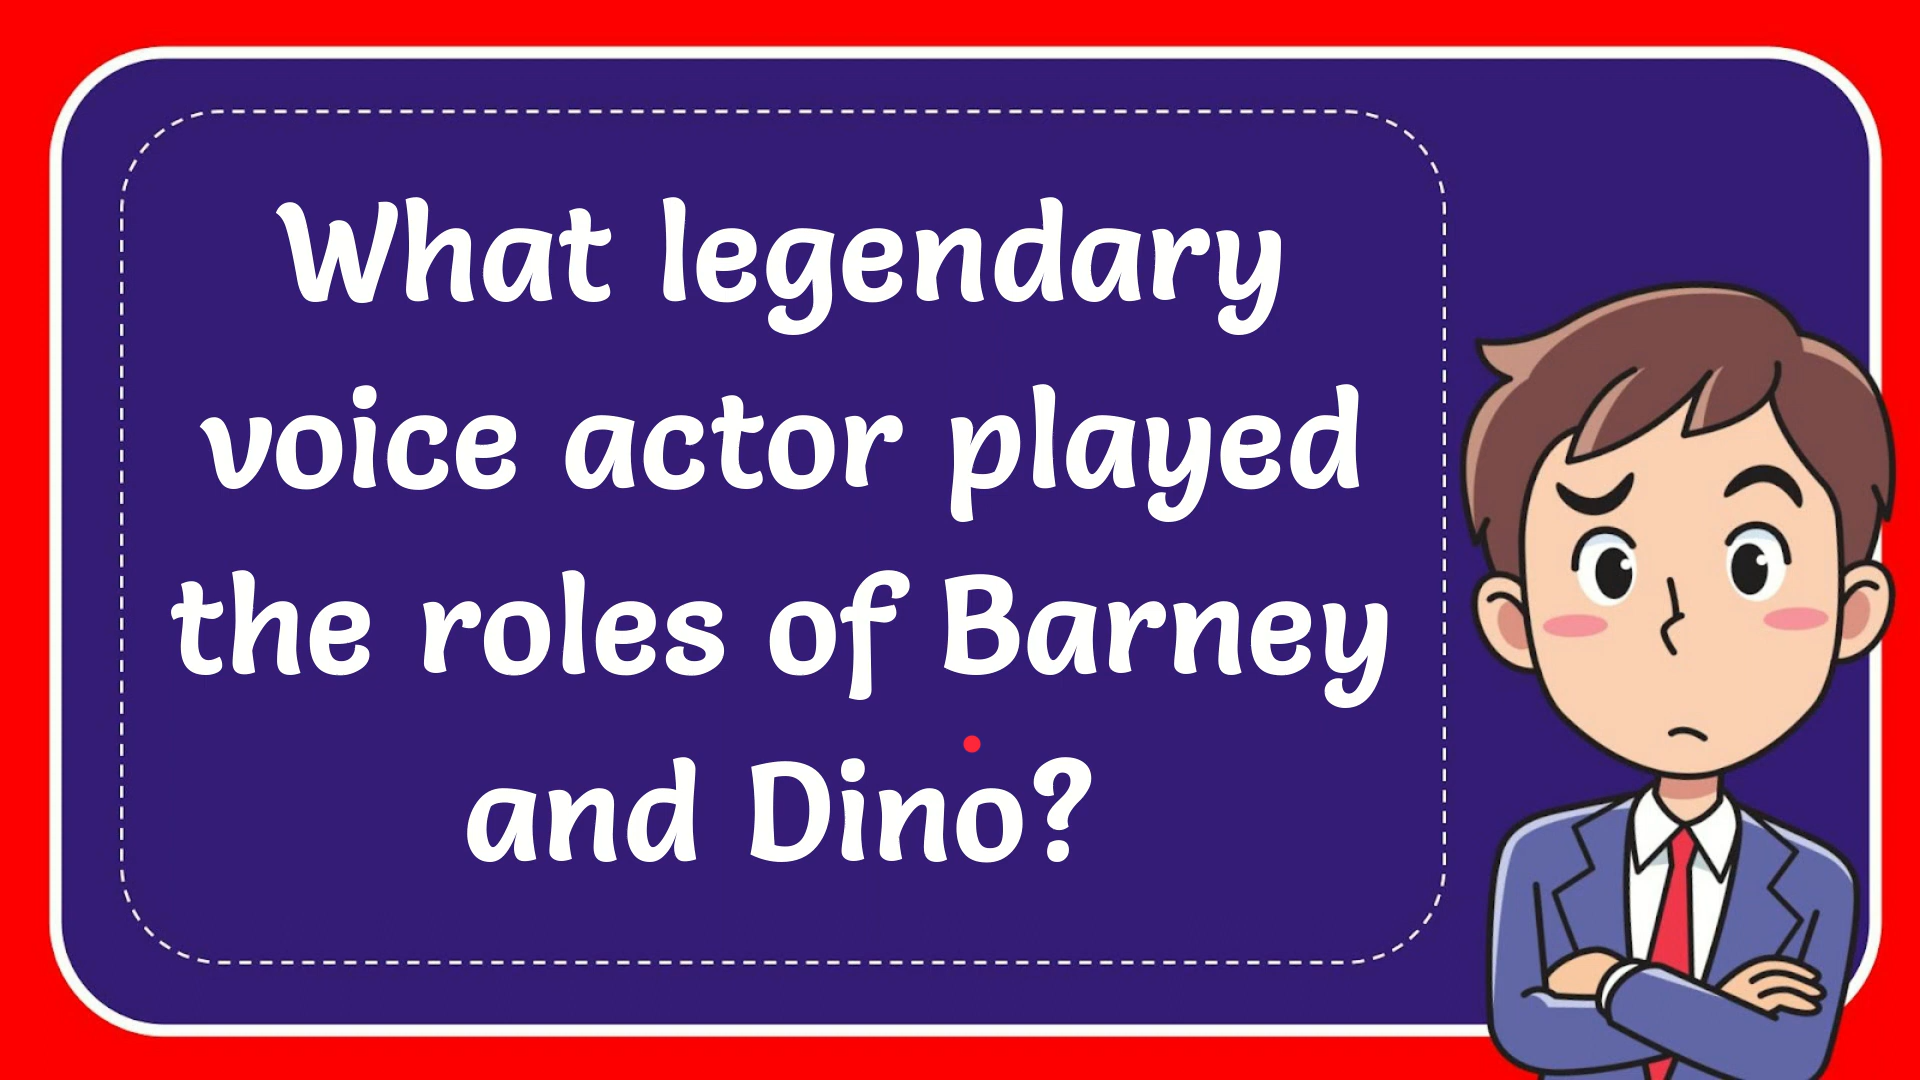 What legendary
voice actor played
the roles of Barney
and Dino?